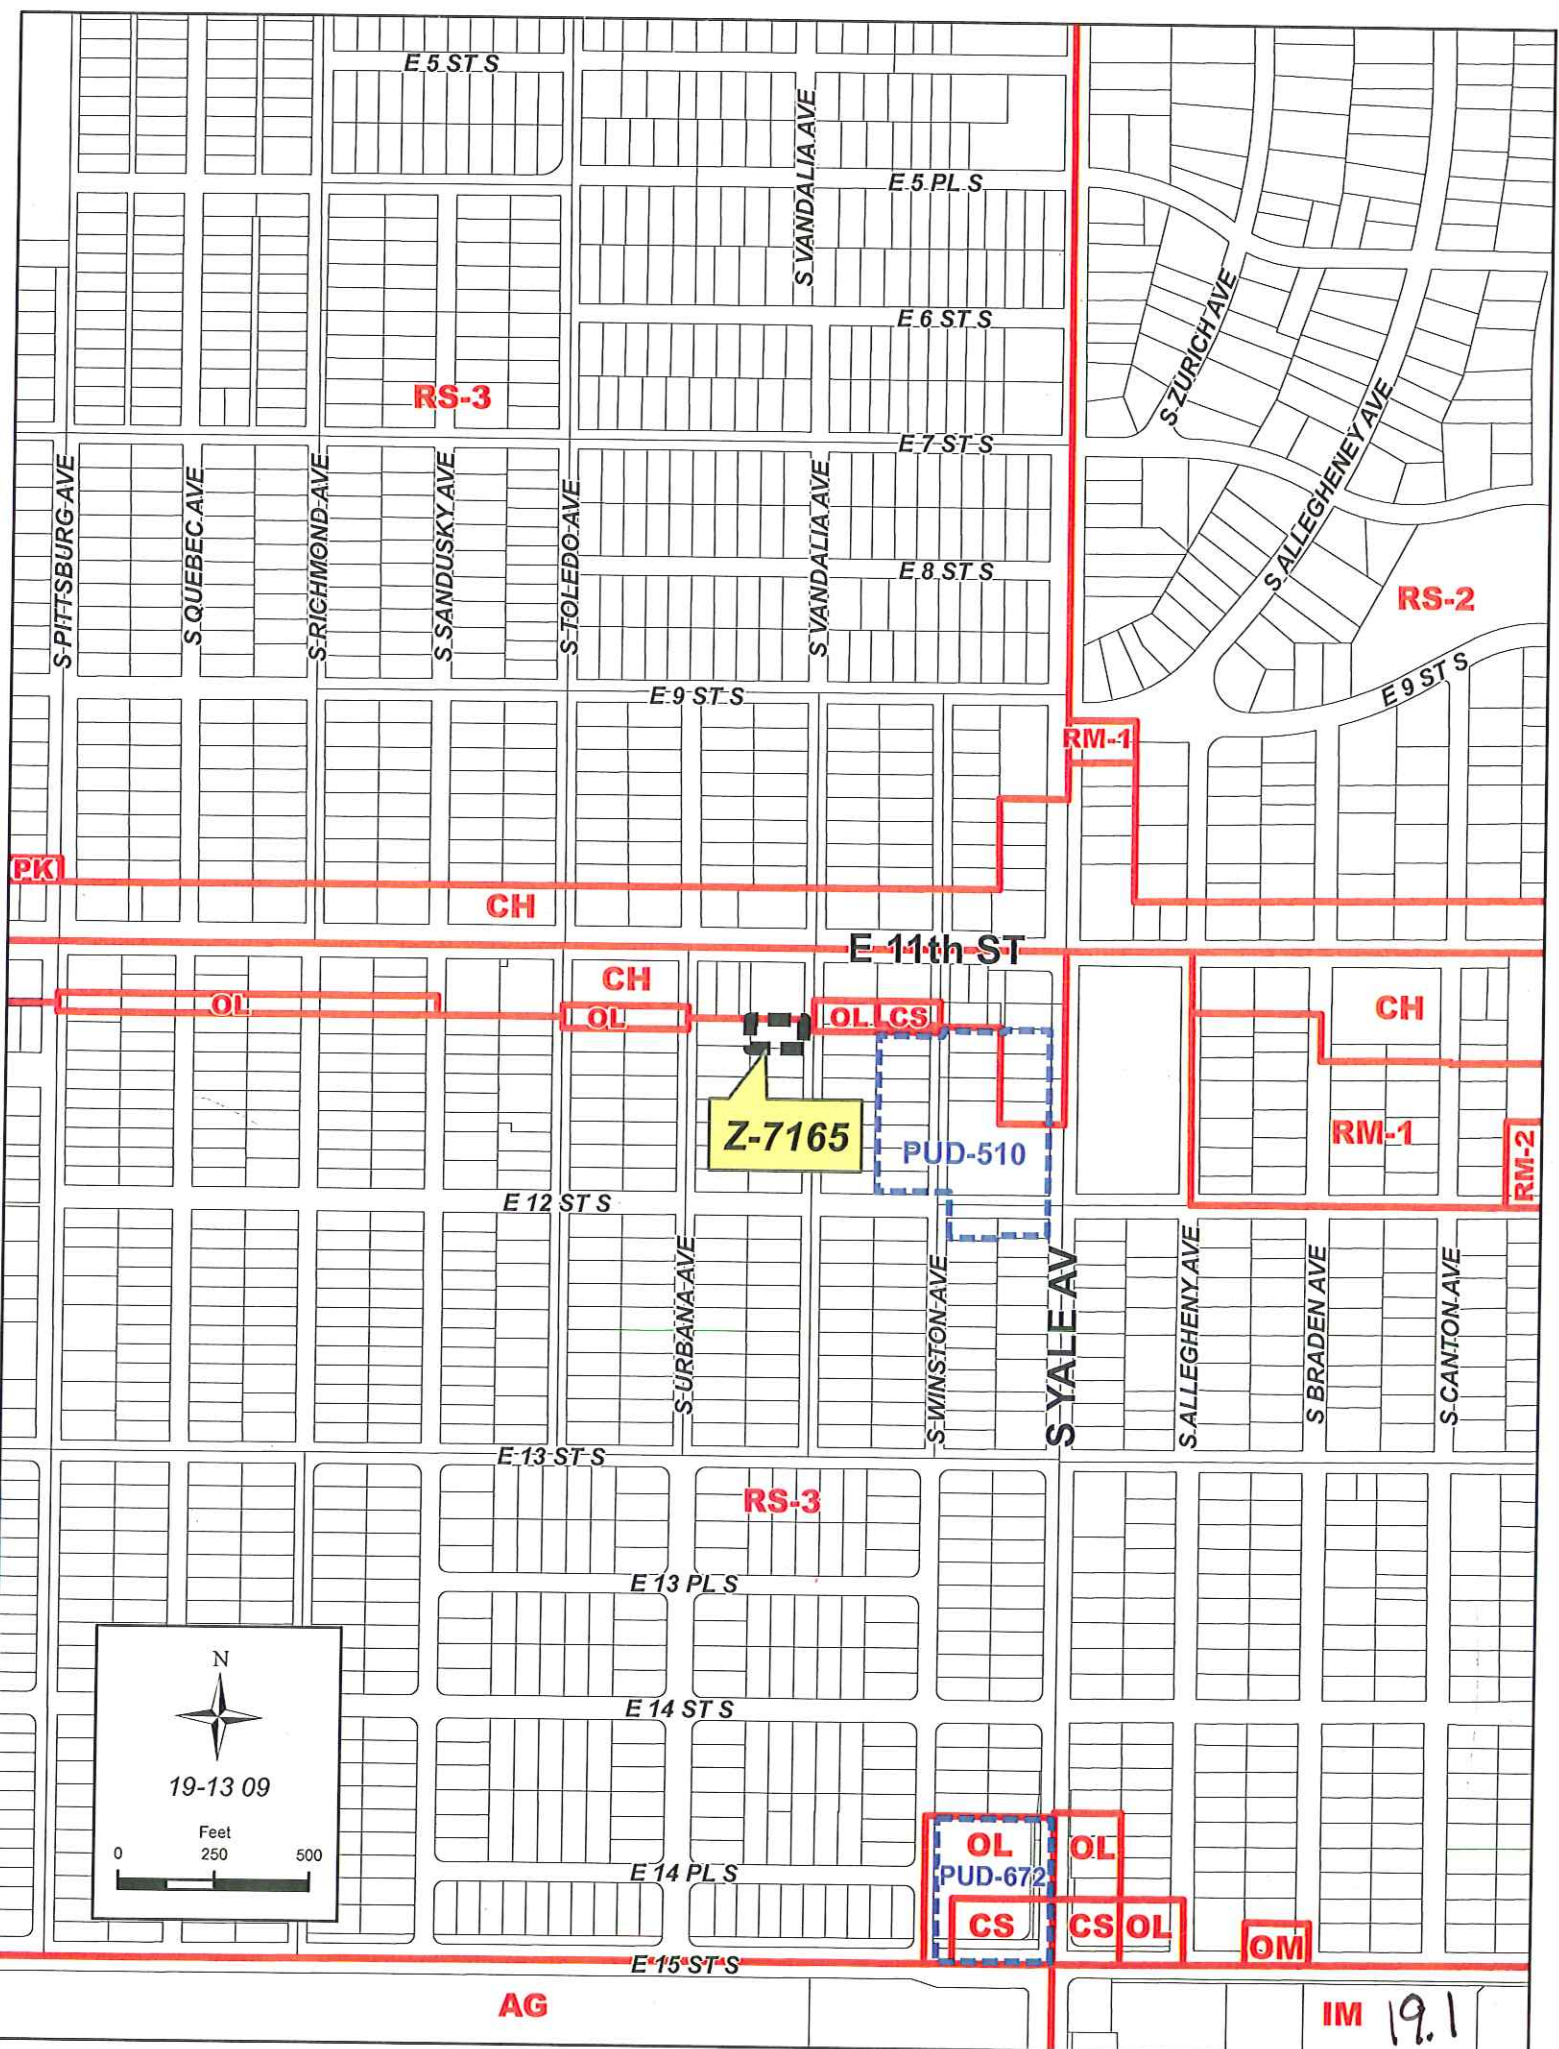 E 5 ST S
S VANDALIA AVE
E 5 PL S
E 6 ST S
S ZURICH AVE
RS-3
S ALLEGHENEY AVE
E 7 ST S
S PITTSBURG AVE
S QUEBEC AVE
S RICHMOND AVE
S SANDUSKY AVE
S TOLEDO AVE
S VANDALIA AVE
E 8 ST S
RS-2
E 9 ST S
E 9 ST S
RM-1
PK
CH
E 11th ST
CH
OL
OL
OL
CS
CH
Z-7165
PUD-510
RM-1
RM-2
E 12 ST S
S URBANA AVE
S WINSTON AVE
S YALE AV
S ALLEGHENY AVE
S BRADEN AVE
S CANTON AVE
E 13 ST S
RS-3
E 13 PL S
N
19-13 09
Feet
0 250 500
E 14 ST S
OL
PUD-672
OL
E 14 PL S
CS
CS
OL
OM
E 15 ST S
AG
IM
19.1